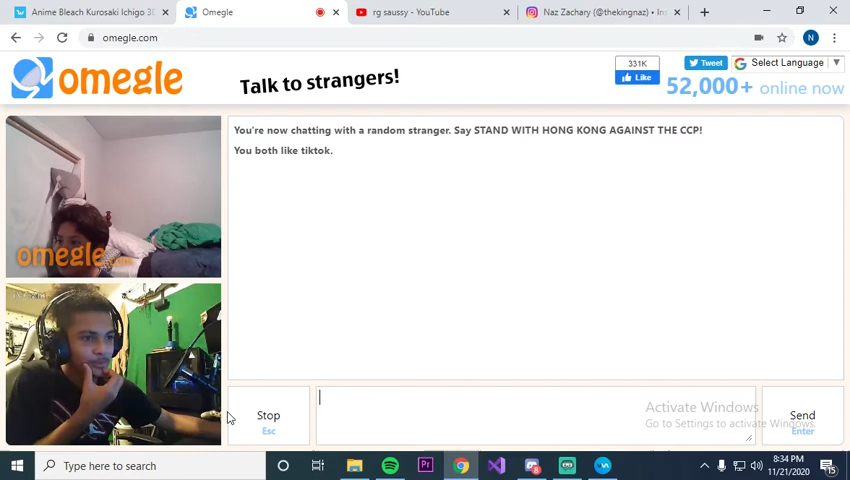 Anime Bleach Kurosaki Ichigo 30
Omegle
rg saussy - YouTube
Naz Zachary (@thekingnaz) • In
omegle.com
N
omegle
Talk to strangers!
331K
Like
Tweet
Select Language
52,000+ online now
You're now chatting with a random stranger. Say STAND WITH HONG KONG AGAINST THE CCP!
You both like tiktok.
omegle
Stop
Esc
Send
Enter
Activate Windows
Go to Settings to activate Windows.
Type here to search
Pr
8:34 PM
11/21/2020
15